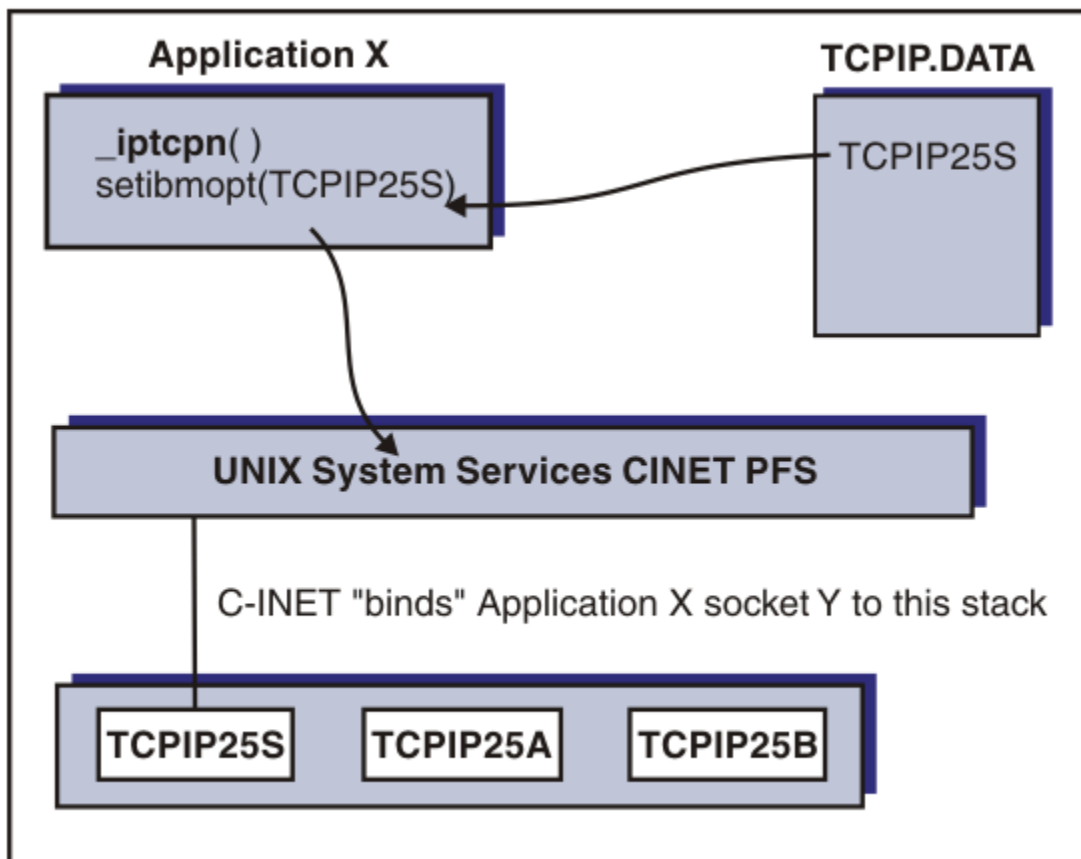 Application X
TCPIP.DATA
_iptcpn( )
setibmopt(TCPIP25S)
TCPIP25S
UNIX System Services CINET PFS
C-INET "binds" Application X socket Y to this stack
TCPIP25S
TCPIP25A
TCPIP25B